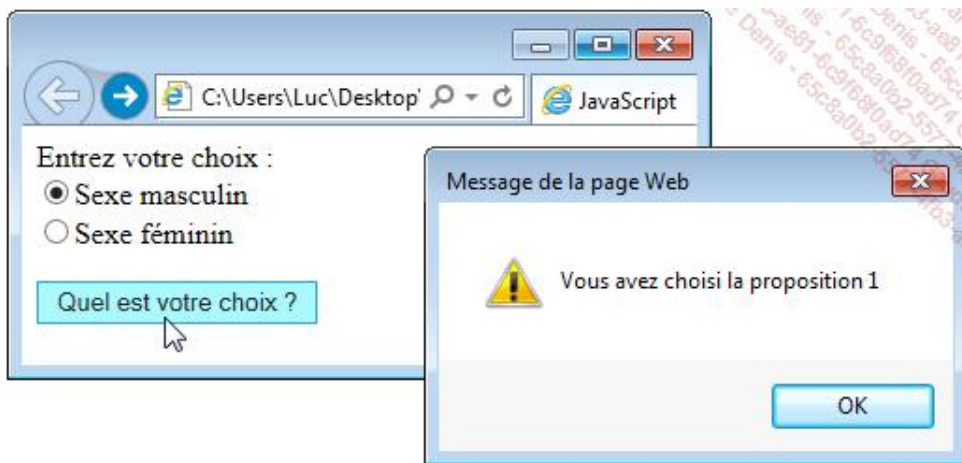 C:\Users\Luc\Desktop
JavaScript
Entrez votre choix :
Sexe masculin
Sexe féminin
Quel est votre choix ?
Message de la page Web
Vous avez choisi la proposition 1
OK